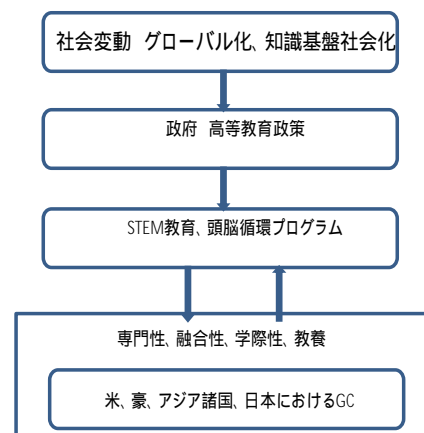 社会変動 グローバル化、知識基盤社会化
政府 高等教育政策
STEM教育、頭脳循環プログラム
専門性、融合性、学際性、教養
米、豪、アジア諸国、日本におけるGC